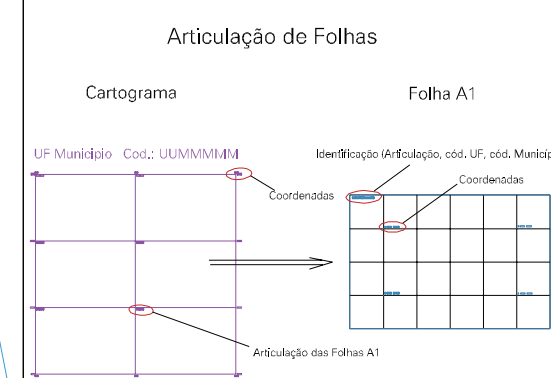 Articulação de Folhas
Cartograma
Folha A1
UF Municipio Cod.: UUMMMMM
Identificação (Articulação, cód. UF, cód. Municíp
Coordenadas
Coordenadas
Articulação das Folhas A1